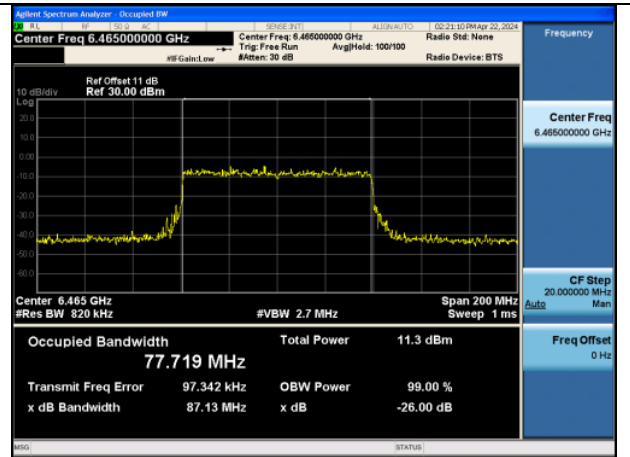 Agilent Spectrum Analyzer - Occupied BW
RL RF 50 Ω AC SENSE:INT ALIGN AUTO 02:21:10 PM Apr 22, 2024
Center Freq 6.465000000 GHz Center Freq: 6.465000000 GHz Radio Std: None Frequency
Trig: Free Run Avg|Hold: 100/100
#IFGain:Low #Atten: 30 dB Radio Device: BTS
Ref Offset 11 dB
10 dB/div Ref 30.00 dBm
Log
20.0
10.0
0.00
-10.0
-20.0
-30.0
-40.0
-50.0
-60.0
Center Freq
6.465000000 GHz
Center 6.465 GHz Span 200 MHz
#Res BW 820 kHz #VBW 2.7 MHz Sweep 1 ms
CF Step
20.000000 MHz
Auto Man
Occupied Bandwidth Total Power 11.3 dBm
77.719 MHz
Transmit Freq Error 97.342 kHz OBW Power 99.00 %
x dB Bandwidth 87.13 MHz x dB -26.00 dB
Freq Offset
0 Hz
MSG STATUS